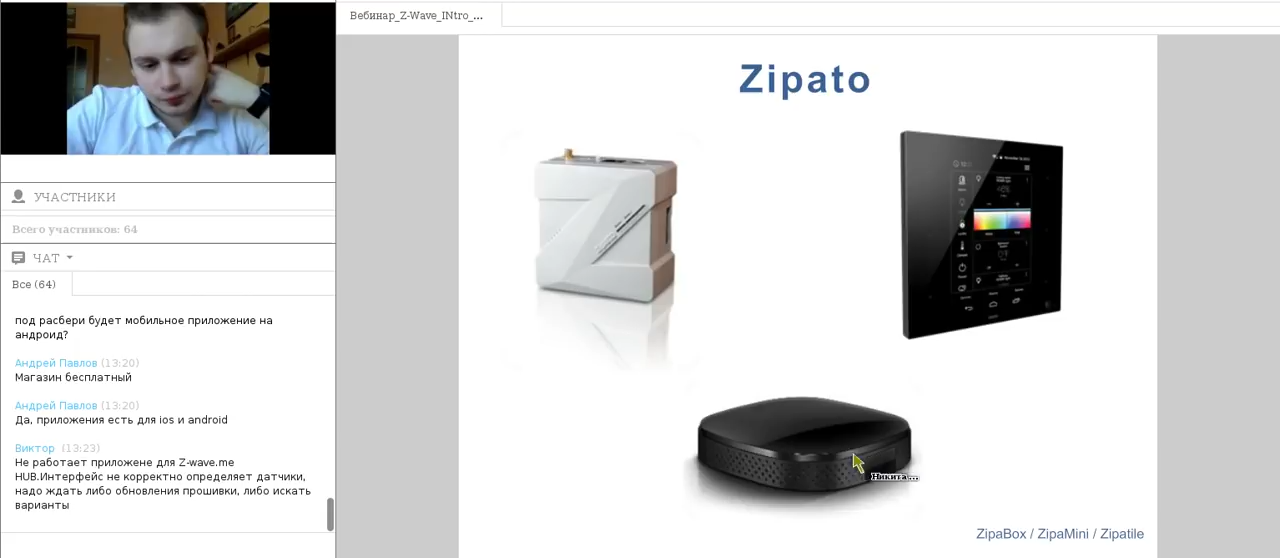 Вебинар_Z-Wave_INtro_...
УЧАСТНИКИ
Всего участников: 64
ЧАТ
Все (64)
под расбери будет мобильное приложение на
андроид?
Андрей Павлов (13:20)
Магазин бесплатный
Андрей Павлов (13:20)
Да, приложения есть для ios и android
Виктор (13:23)
Не работает приложене для Z-wave.me
HUB.Интерфейс не корректно определяет датчики,
надо ждать либо обновления прошивки, либо искать
варианты
Zipato
Никита ...
ZipaBox / ZipaMini / Zipatile